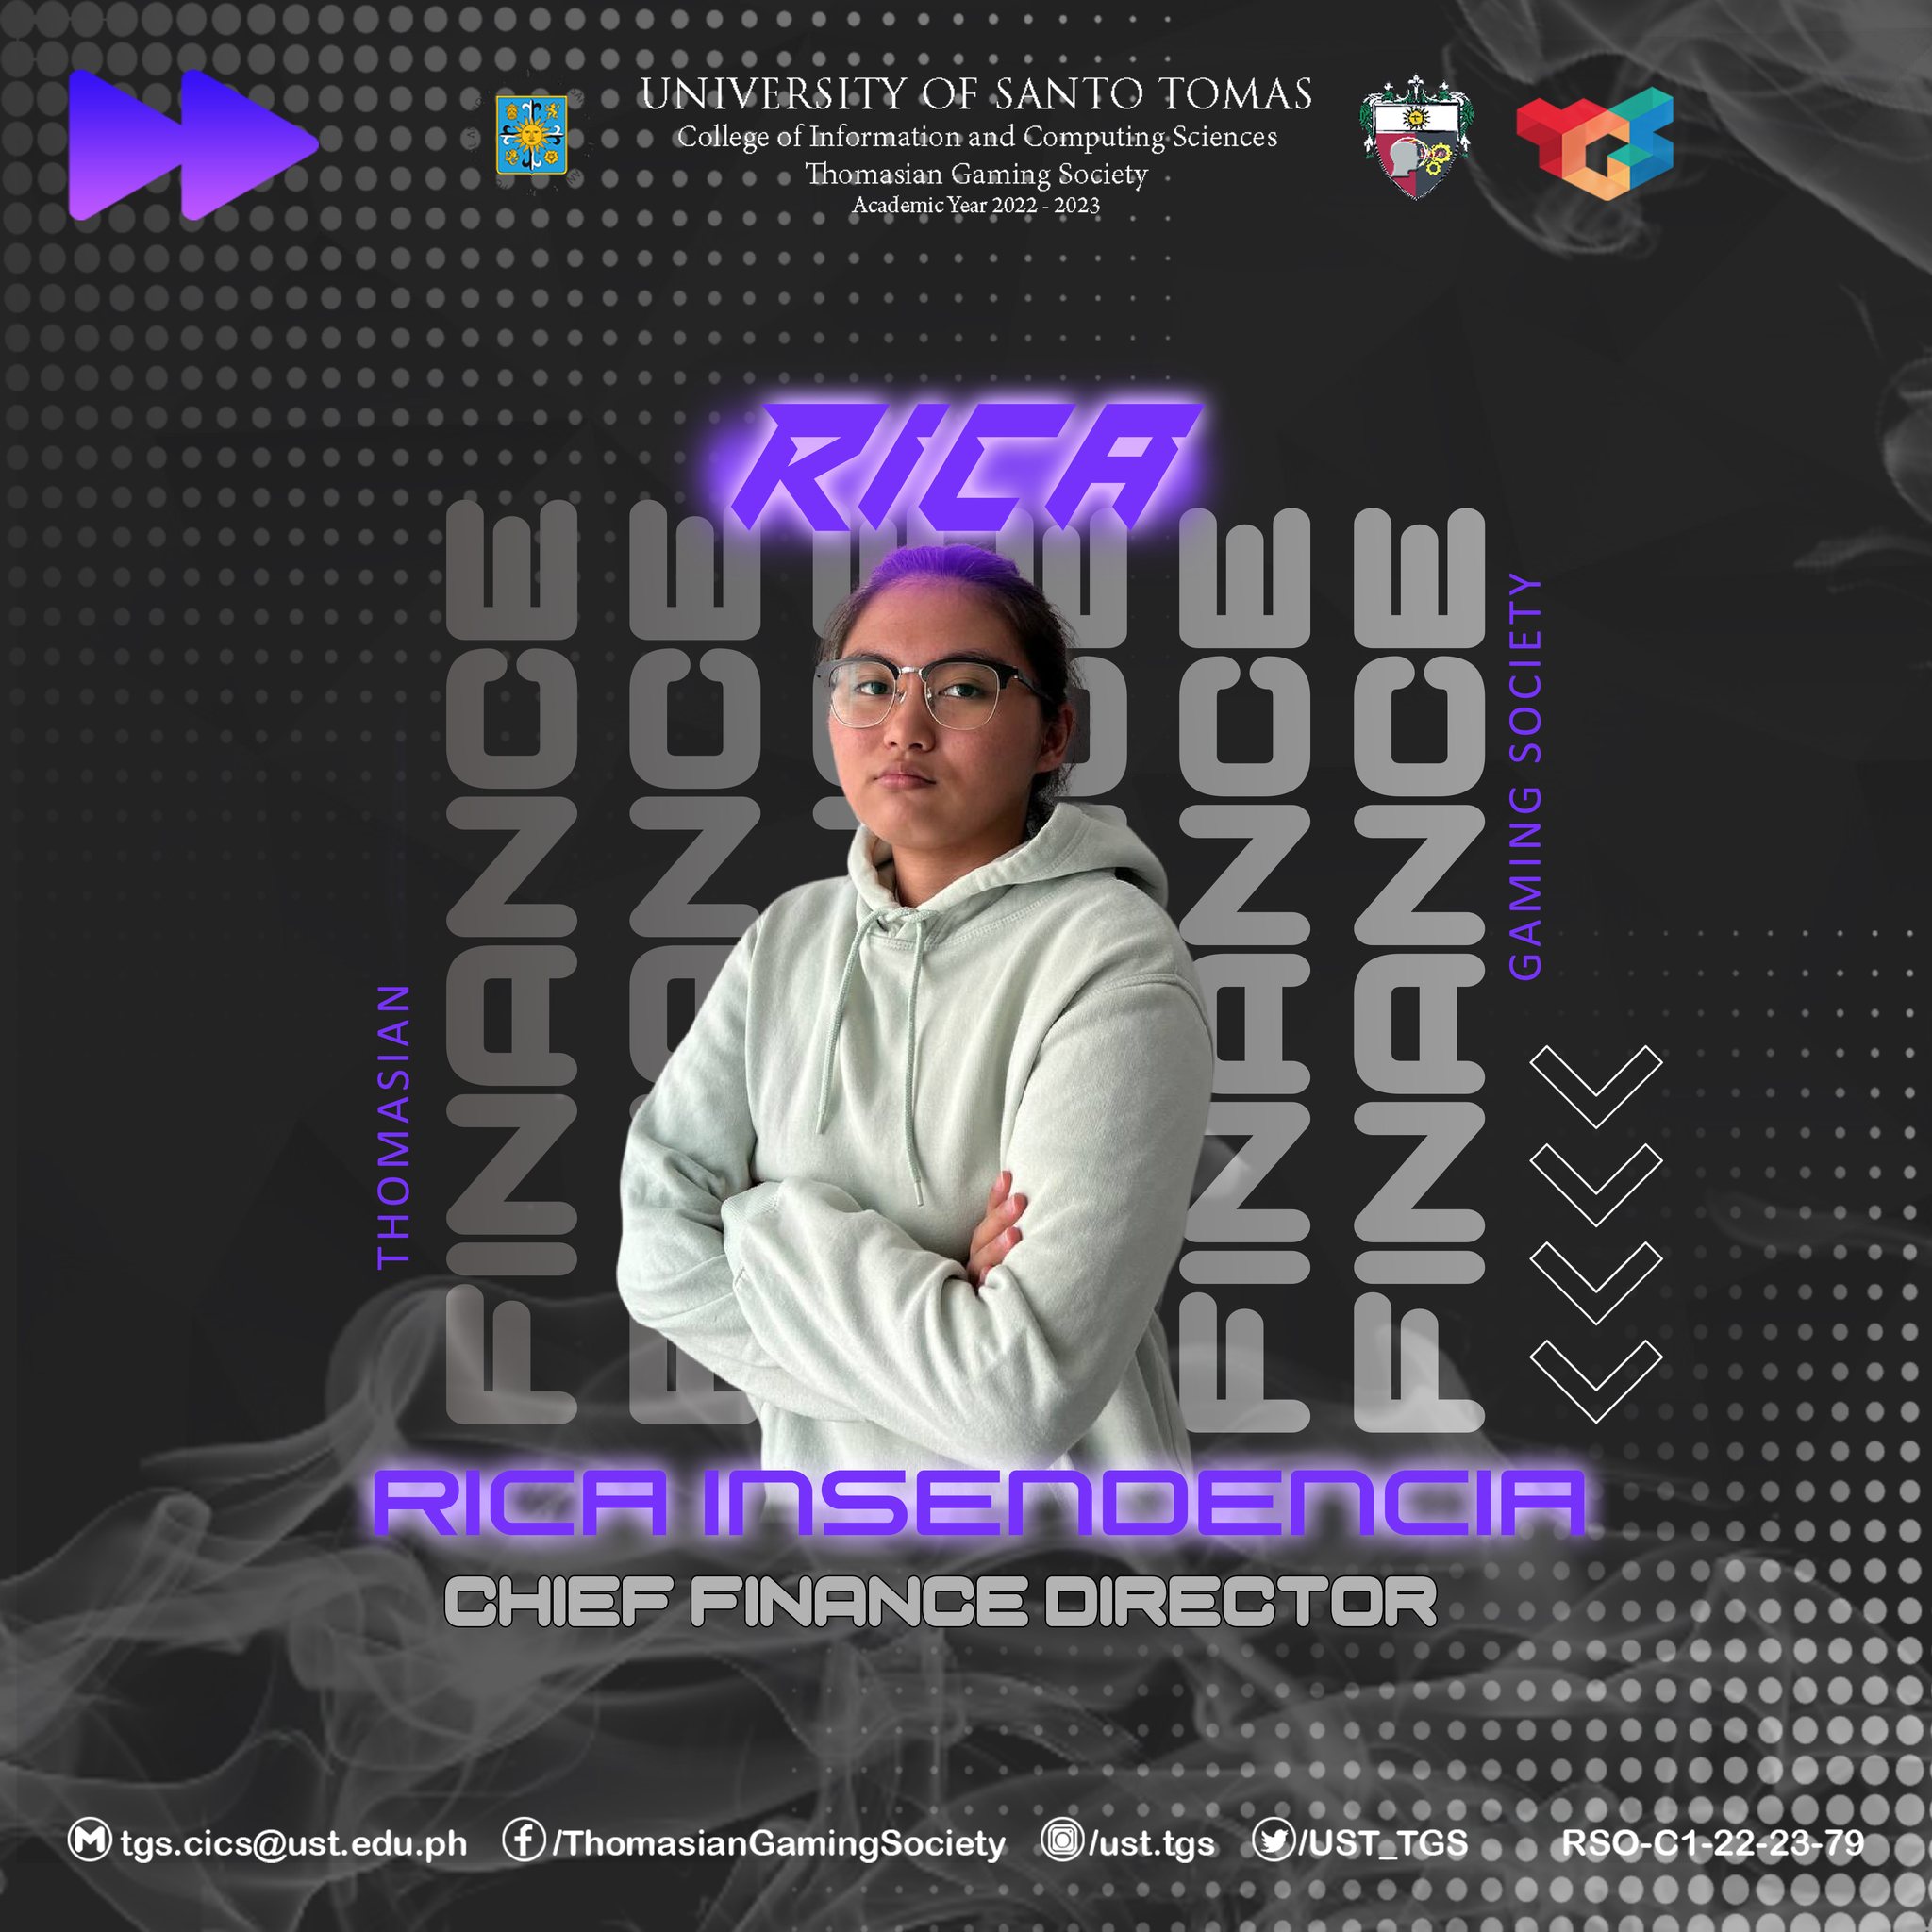 UNIVERSITY OF SANTO TOMAS
College of Information and Computing Sciences
Thomasian Gaming Society
Academic Year 2022 - 2023
TGS
RICA
FINANCE
FINANCE
FINANCE
FINANCE
THOMASIAN
GAMING SOCIETY
RICA INSENDENCIA
CHIEF FINANCE DIRECTOR
tgs.cics@ust.edu.ph
/ThomasianGamingSociety
/ust.tgs
/UST_TGS
RSO-C1-22-23-79